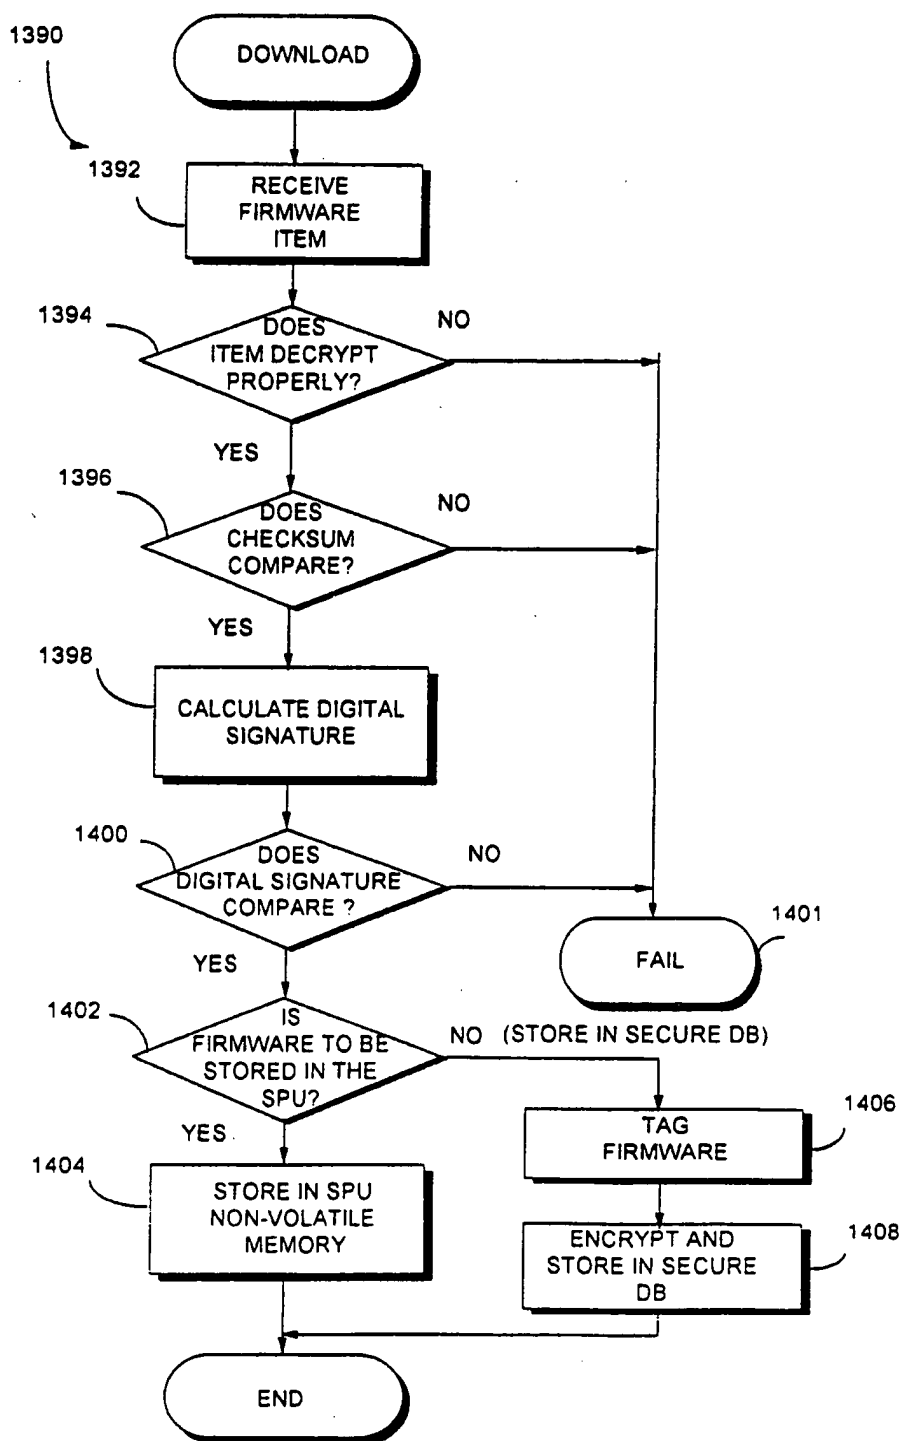 1390
DOWNLOAD
1392
RECEIVE
FIRMWARE
ITEM
1394
DOES
ITEM DECRYPT
PROPERLY?
NO
YES
1396
DOES
CHECKSUM
COMPARE?
NO
YES
1398
CALCULATE DIGITAL
SIGNATURE
1400
DOES
DIGITAL SIGNATURE
COMPARE ?
NO
1401
FAIL
YES
1402
IS
FIRMWARE TO BE
STORED IN THE
SPU?
NO (STORE IN SECURE DB)
YES
1406
TAG
FIRMWARE
1404
STORE IN SPU
NON-VOLATILE
MEMORY
1408
ENCRYPT AND
STORE IN SECURE
DB
END